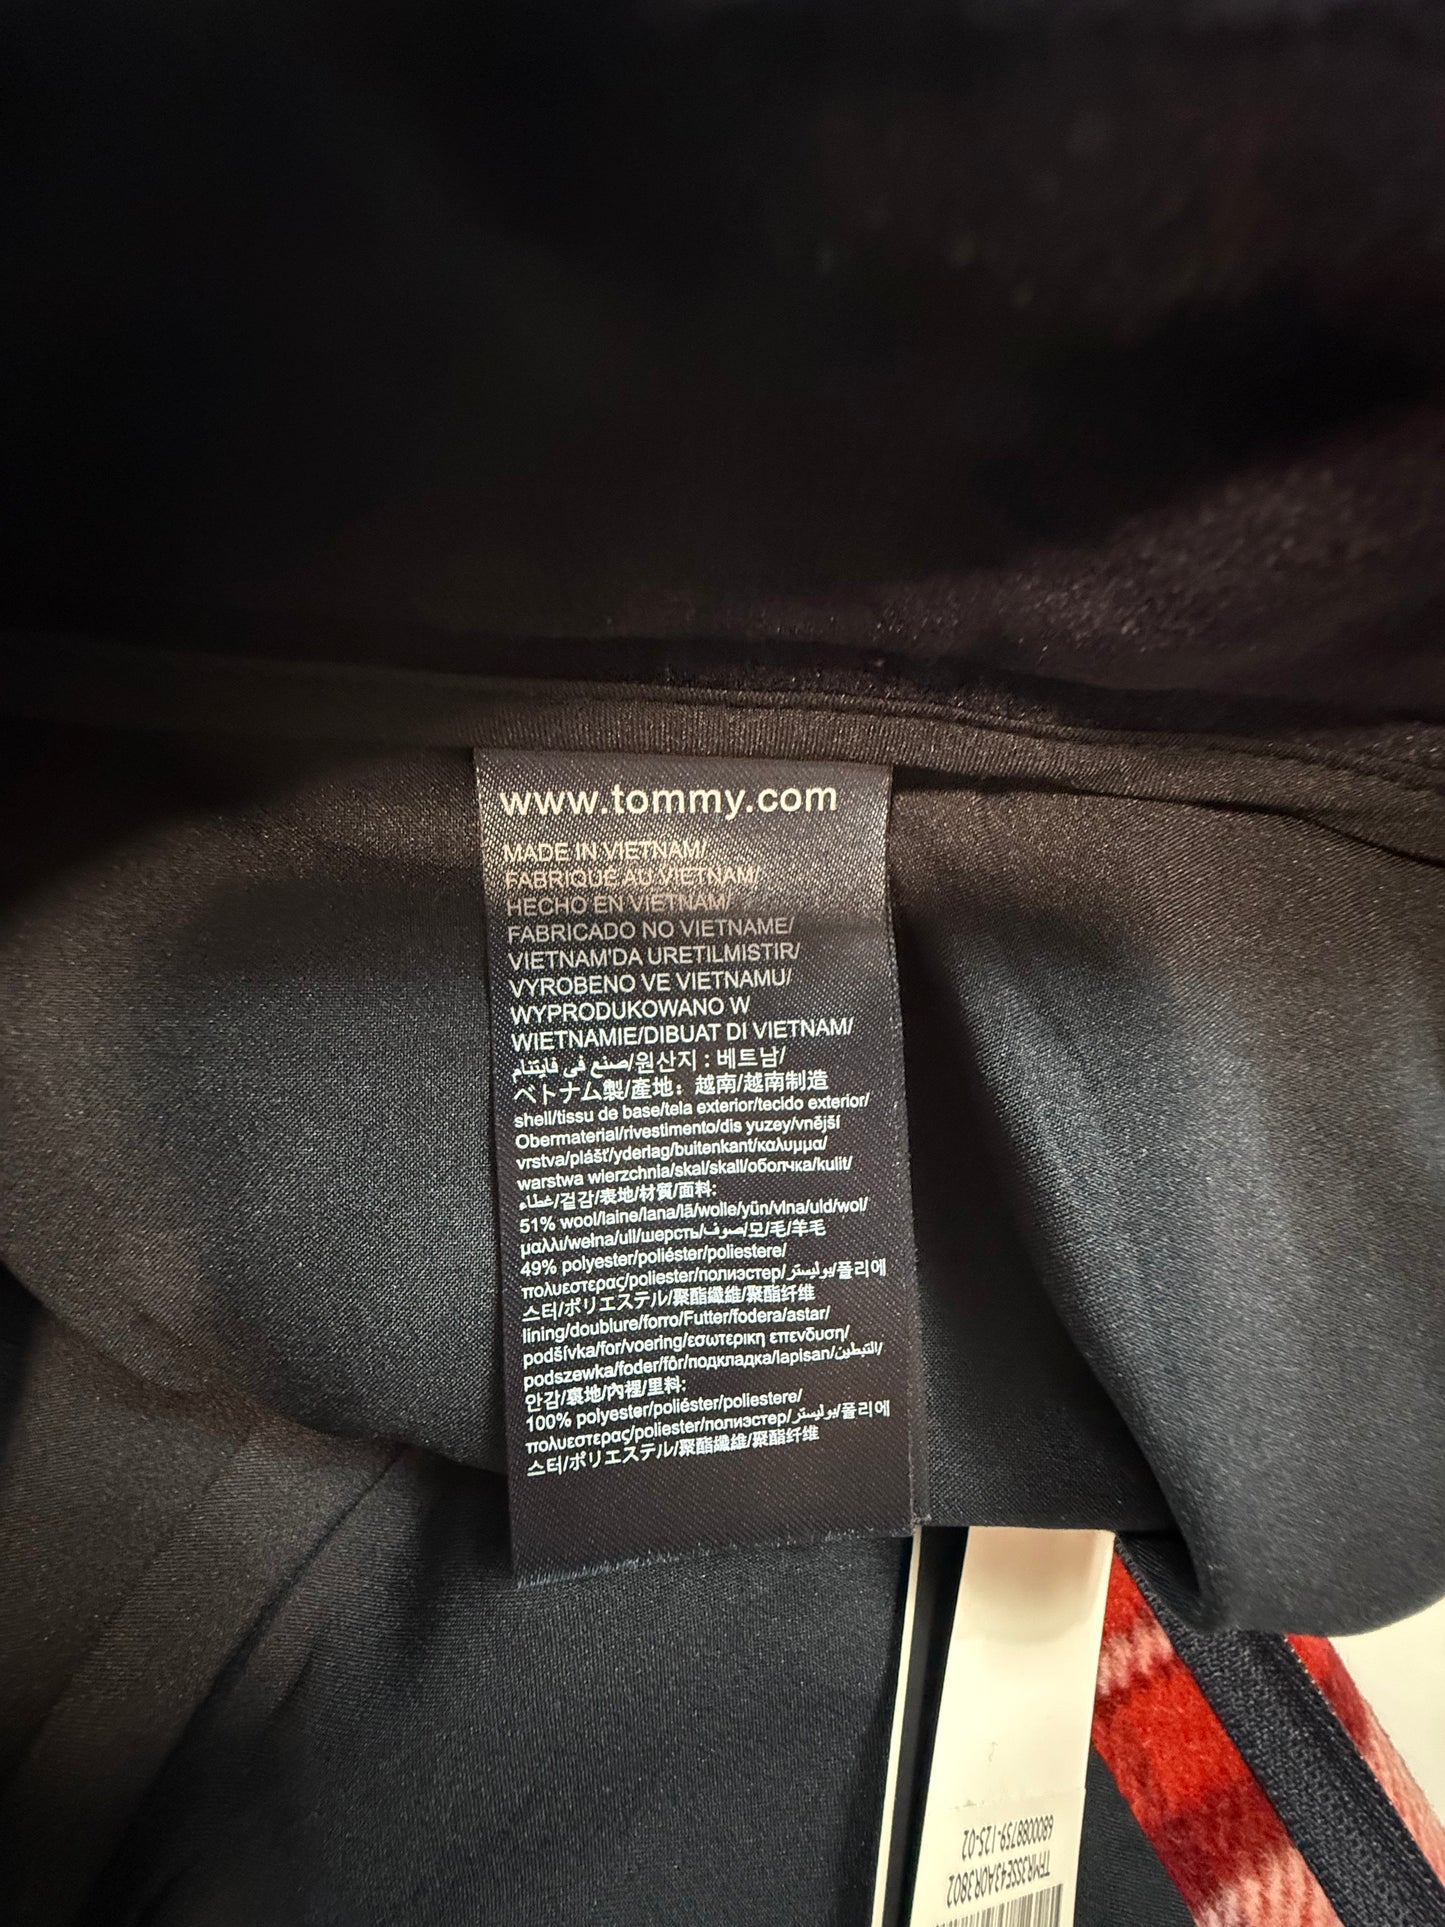 www.tommy.com
MADE IN VIETNAM/
FABRIQUE AU VIETNAM/
HECHO EN VIETNAM/
FABRICADO NO VIETNAME/
VIETNAM'DA URETILMISTIR/
VYROBENO VE VIETNAMU/
WYPRODUKOWANO W
WIETNAMIE/DIBUAT DI VIETNAM/
صنع في فايتنام/원산지 : 베트남/
ベトナム製/產地：越南/越南制造
shell/tissu de base/tela exterior/tecido exterior/
Obermaterial/rivestimento/dis yuzey/vnější
vrstva/plášť/yderlag/buitenkant/καλυμμα/
warstwa wierzchnia/skal/skall/оболчка/kulit/
غطاء/겉감/表地/材質/面料:
51% wool/laine/lana/lã/wolle/yün/vlna/uld/wol/
μαλλι/wełna/ull/шерсть/صوف/모/毛/羊毛
49% polyester/poliéster/poliestere/
πολυεστερας/poliester/полиэстер/بوليستر/폴리에
스터/ポリエステル/聚酯纖維/聚酯纤维
lining/doublure/forro/Futter/fodera/astar/
podšívka/for/voering/εσωτερικη επενδυση/
podszewka/foder/fôr/подкладка/lapisan/التبطين/
안감/裏地/內裡/里料:
100% polyester/poliéster/poliestere/
πολυεστερας/poliester/полиэстер/بوليستر/폴리에
스터/ポリエステル/聚酯纖維/聚酯纤维
6800088759-125-02
TFMR3SSE43A0R3802